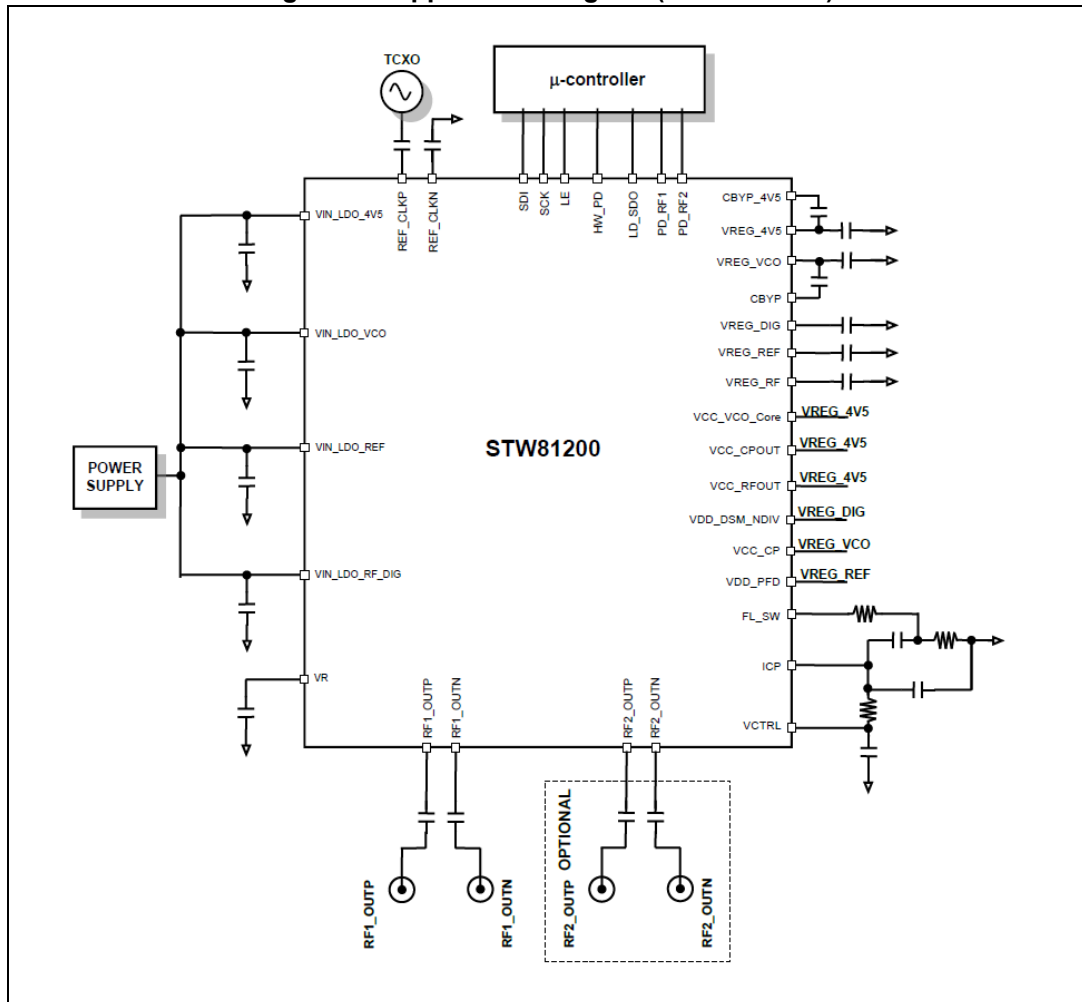 TCXO
μ-controller
REF_CLKP
REF_CLKN
SDI
SCK
LE
HW_PD
LD_SDO
PD_RF1
PD_RF2
VIN_LDO_4V5
VIN_LDO_VCO
VIN_LDO_REF
VIN_LDO_RF_DIG
VR
POWER
SUPPLY
STW81200
CBYP_4V5
VREG_4V5
VREG_VCO
CBYP
VREG_DIG
VREG_REF
VREG_RF
VCC_VCO_Core VREG_4V5
VCC_CPOUT VREG_4V5
VCC_RFOUT VREG_4V5
VDD_DSM_NDIV VREG_DIG
VCC_CP VREG_VCO
VDD_PFD VREG_REF
FL_SW
ICP
VCTRL
RF1_OUTP
RF1_OUTN
RF2_OUTP
RF2_OUTN
OPTIONAL
RF1_OUTP
RF1_OUTN
RF2_OUTP
RF2_OUTN